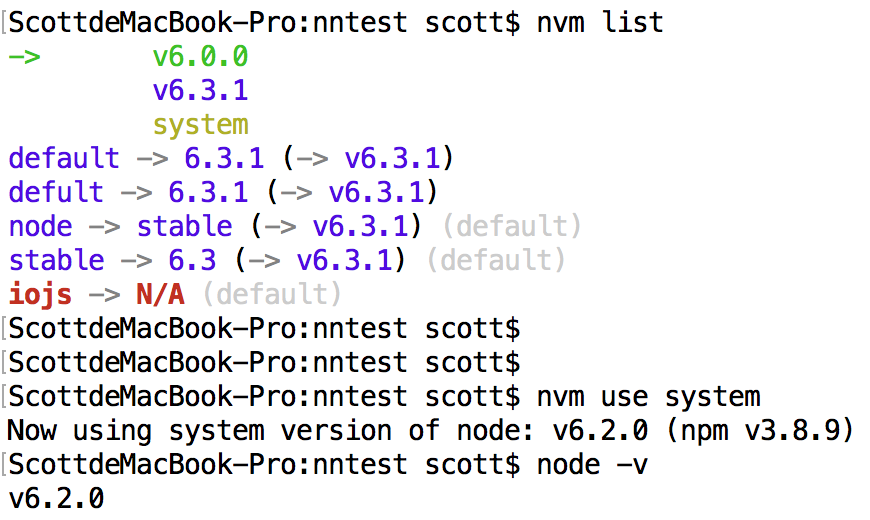 ScottdeMacBook-Pro:nntest scott$ nvm list
->       v6.0.0
         v6.3.1
         system
default -> 6.3.1 (-> v6.3.1)
defult -> 6.3.1 (-> v6.3.1)
node -> stable (-> v6.3.1) (default)
stable -> 6.3 (-> v6.3.1) (default)
iojs -> N/A (default)
ScottdeMacBook-Pro:nntest scott$
ScottdeMacBook-Pro:nntest scott$
ScottdeMacBook-Pro:nntest scott$ nvm use system
Now using system version of node: v6.2.0 (npm v3.8.9)
ScottdeMacBook-Pro:nntest scott$ node -v
v6.2.0